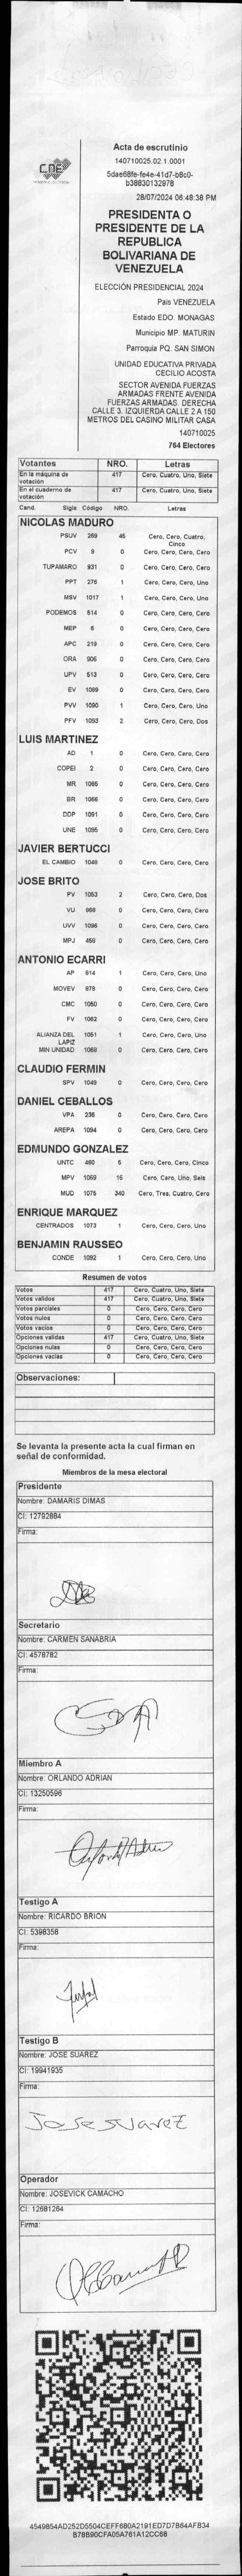 CNE
Acta de escrutinio
140710025.02.1.0001
5dae68fe-fe4e-41d7-b8c0-
b38830132978
28/07/2024 06:48:38 PM
PRESIDENTA O
PRESIDENTE DE LA
REPUBLICA
BOLIVARIANA DE
VENEZUELA
ELECCIÓN PRESIDENCIAL 2024
País VENEZUELA
Estado EDO. MONAGAS
Municipio MP. MATURIN
Parroquia PQ. SAN SIMON
UNIDAD EDUCATIVA PRIVADA
CECILIO ACOSTA
SECTOR AVENIDA FUERZAS
ARMADAS FRENTE AVENIDA
FUERZAS ARMADAS. DERECHA
CALLE 3. IZQUIERDA CALLE 2 A 150
METROS DEL CASINO MILITAR CASA
140710025
764 Electores
Votantes NRO. Letras
En la máquina de votación 417 Cero, Cuatro, Uno, Siete
En el cuaderno de votación 417 Cero, Cuatro, Uno, Siete
Cand. Sigla Código NRO. Letras
NICOLAS MADURO
PSUV 269 45 Cero, Cero, Cuatro, Cinco
PCV 9 0 Cero, Cero, Cero, Cero
TUPAMARO 931 0 Cero, Cero, Cero, Cero
PPT 276 1 Cero, Cero, Cero, Uno
MSV 1017 1 Cero, Cero, Cero, Uno
PODEMOS 514 0 Cero, Cero, Cero, Cero
MEP 6 0 Cero, Cero, Cero, Cero
APC 219 0 Cero, Cero, Cero, Cero
ORA 906 0 Cero, Cero, Cero, Cero
UPV 513 0 Cero, Cero, Cero, Cero
EV 1089 0 Cero, Cero, Cero, Cero
PVV 1090 1 Cero, Cero, Cero, Uno
PFV 1093 2 Cero, Cero, Cero, Dos
LUIS MARTINEZ
AD 1 0 Cero, Cero, Cero, Cero
COPEI 2 0 Cero, Cero, Cero, Cero
MR 1065 0 Cero, Cero, Cero, Cero
BR 1066 0 Cero, Cero, Cero, Cero
DDP 1091 0 Cero, Cero, Cero, Cero
UNE 1095 0 Cero, Cero, Cero, Cero
JAVIER BERTUCCI
EL CAMBIO 1048 0 Cero, Cero, Cero, Cero
JOSE BRITO
PV 1053 2 Cero, Cero, Cero, Dos
VU 968 0 Cero, Cero, Cero, Cero
UVV 1096 0 Cero, Cero, Cero, Cero
MPJ 459 0 Cero, Cero, Cero, Cero
ANTONIO ECARRI
AP 914 1 Cero, Cero, Cero, Uno
MOVEV 978 0 Cero, Cero, Cero, Cero
CMC 1050 0 Cero, Cero, Cero, Cero
FV 1062 0 Cero, Cero, Cero, Cero
ALIANZA DEL LAPIZ 1051 1 Cero, Cero, Cero, Uno
MIN UNIDAD 1069 0 Cero, Cero, Cero, Cero
CLAUDIO FERMIN
SPV 1049 0 Cero, Cero, Cero, Cero
DANIEL CEBALLOS
VPA 236 0 Cero, Cero, Cero, Cero
AREPA 1094 0 Cero, Cero, Cero, Cero
EDMUNDO GONZALEZ
UNTC 460 5 Cero, Cero, Cero, Cinco
MPV 1059 16 Cero, Cero, Uno, Seis
MUD 1075 340 Cero, Tres, Cuatro, Cero
ENRIQUE MARQUEZ
CENTRADOS 1073 1 Cero, Cero, Cero, Uno
BENJAMIN RAUSSEO
CONDE 1092 1 Cero, Cero, Cero, Uno
Resumen de votos
Votos 417 Cero, Cuatro, Uno, Siete
Votos validos 417 Cero, Cuatro, Uno, Siete
Votos parciales 0 Cero, Cero, Cero, Cero
Votos nulos 0 Cero, Cero, Cero, Cero
Votos vacios 0 Cero, Cero, Cero, Cero
Opciones validas 417 Cero, Cuatro, Uno, Siete
Opciones nulas 0 Cero, Cero, Cero, Cero
Opciones vacias 0 Cero, Cero, Cero, Cero
Observaciones:
Se levanta la presente acta la cual firman en
señal de conformidad.
Miembros de la mesa electoral
Presidente
Nombre: DAMARIS DIMAS
CI: 12792884
Firma:
Secretario
Nombre: CARMEN SANABRIA
CI: 4578782
Firma:
Miembro A
Nombre: ORLANDO ADRIAN
CI: 13250596
Firma:
Testigo A
Nombre: RICARDO BRION
CI: 5398358
Firma:
Testigo B
Nombre: JOSE SUAREZ
CI: 19941935
Firma:
Jose suarez
Operador
Nombre: JOSEVICK CAMACHO
CI: 12681264
Firma:
4549854AD252D5504CEFF680A2191ED7D7B64AFB34
B78B90CFA05A761A12CC68